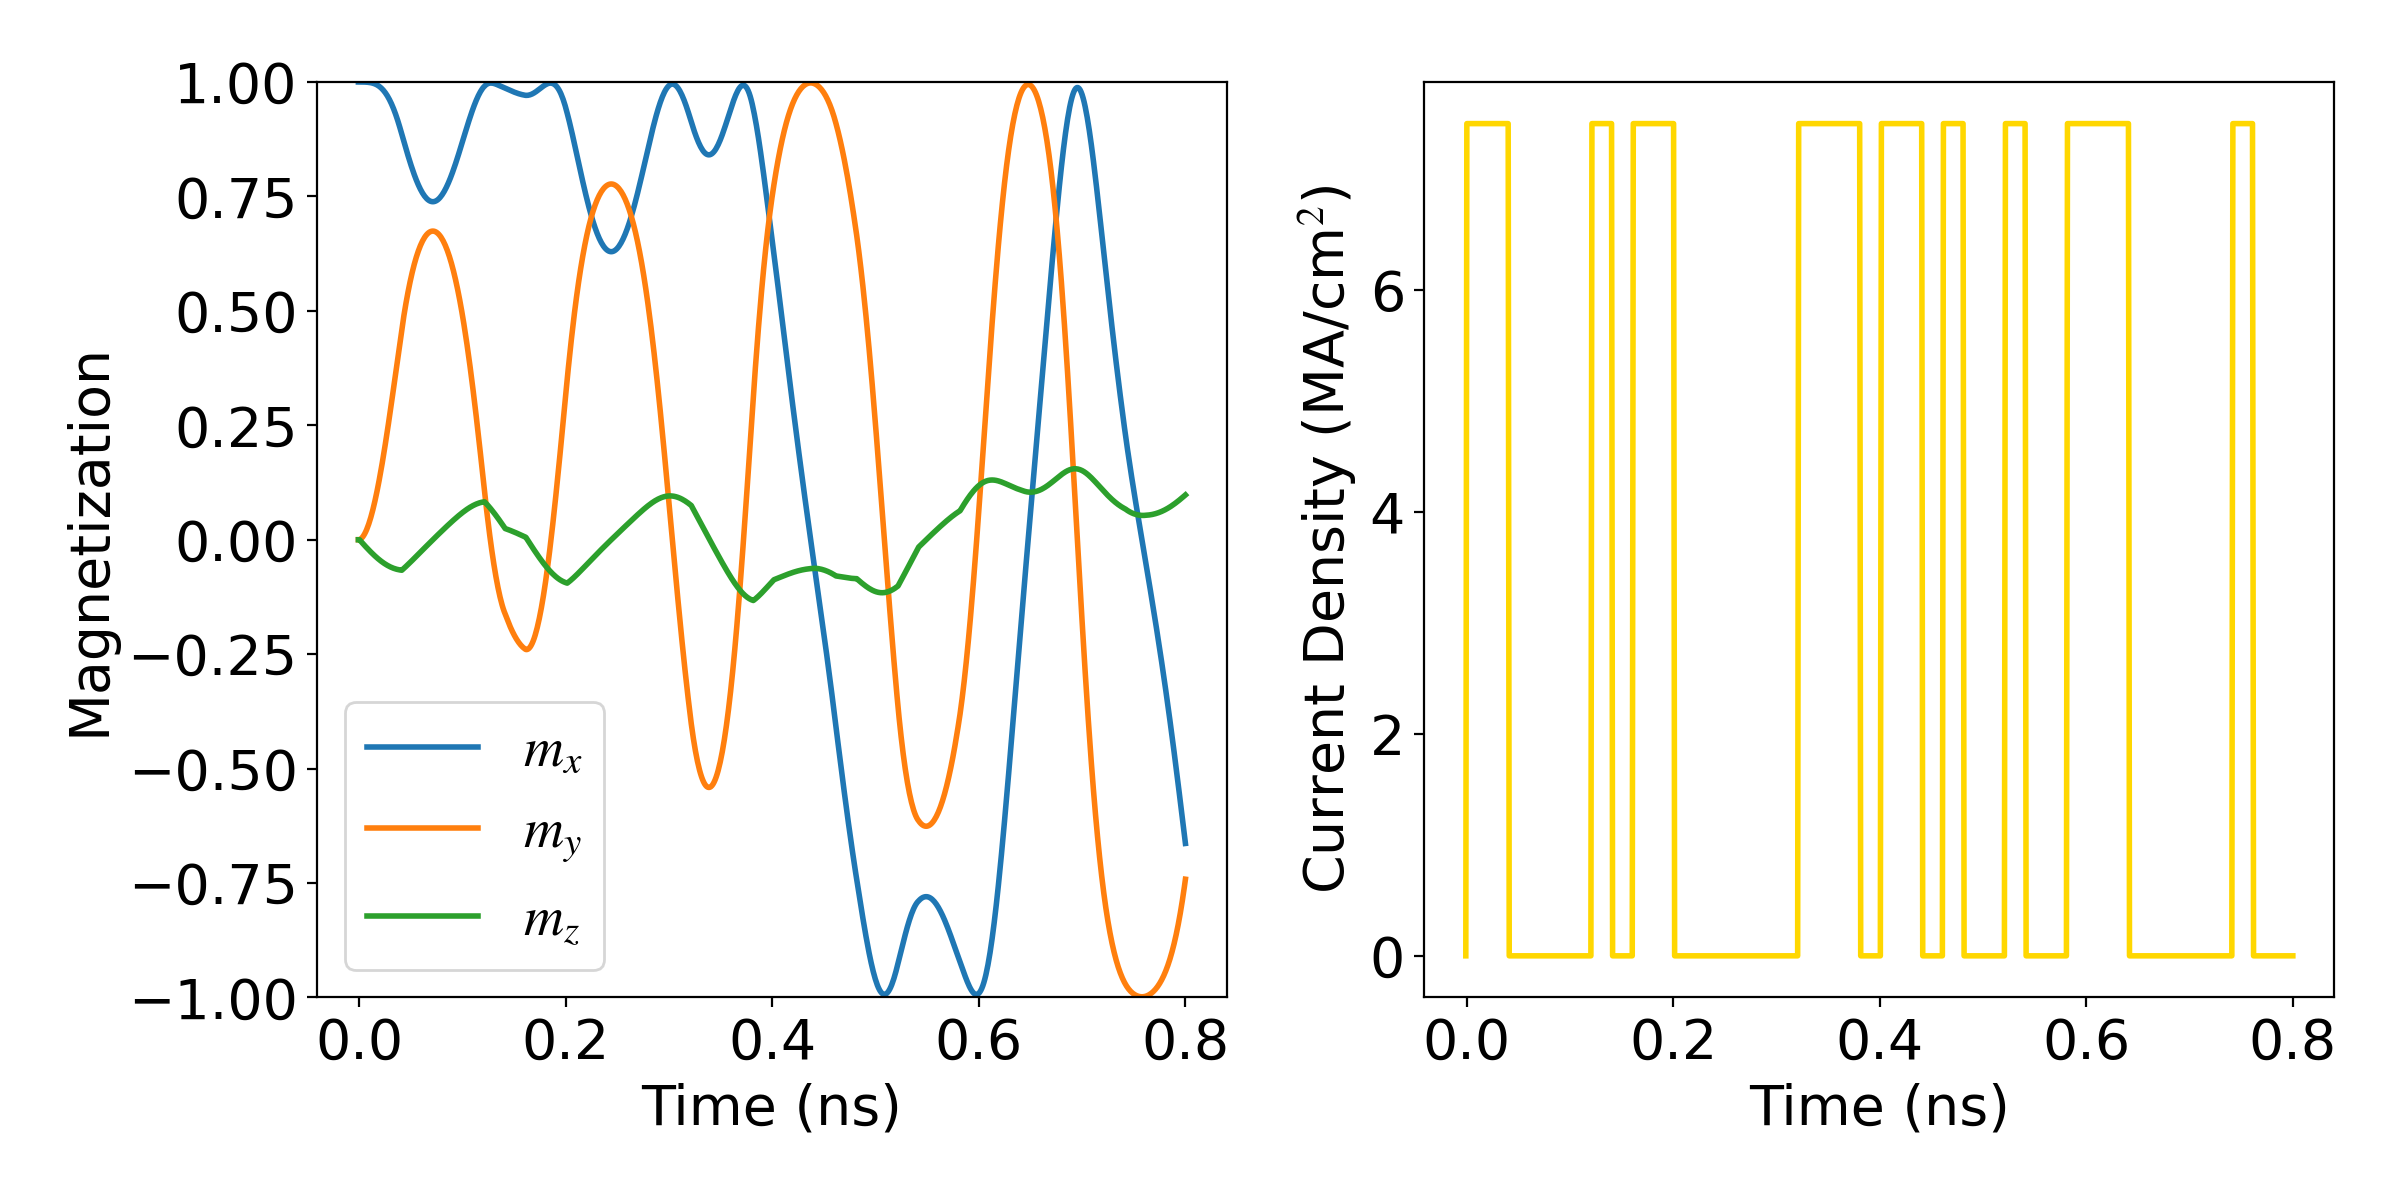 1.00
0.75
0.50
0.25
0.00
−0.25
−0.50
−0.75
−1.00
Magnetization
m_x
m_y
m_z
0.0 0.2 0.4 0.6 0.8
Time (ns)
6
4
2
0
Current Density (MA/cm²)
0.0 0.2 0.4 0.6 0.8
Time (ns)